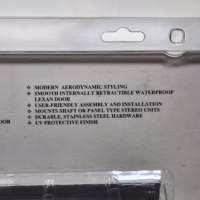 • MODERN AERODYNAMIC STYLING
• SMOOTH INTERNALLY RETRACTIBLE WATERPROOF
LEXAN DOOR
• USER-FRIENDLY ASSEMBLY AND INSTALLATION
• MOUNTS SHAFT OR PANEL TYPE STEREO UNITS
• DURABLE, STAINLESS STEEL HARDWARE
OOR • UV PROTECTIVE FINISH